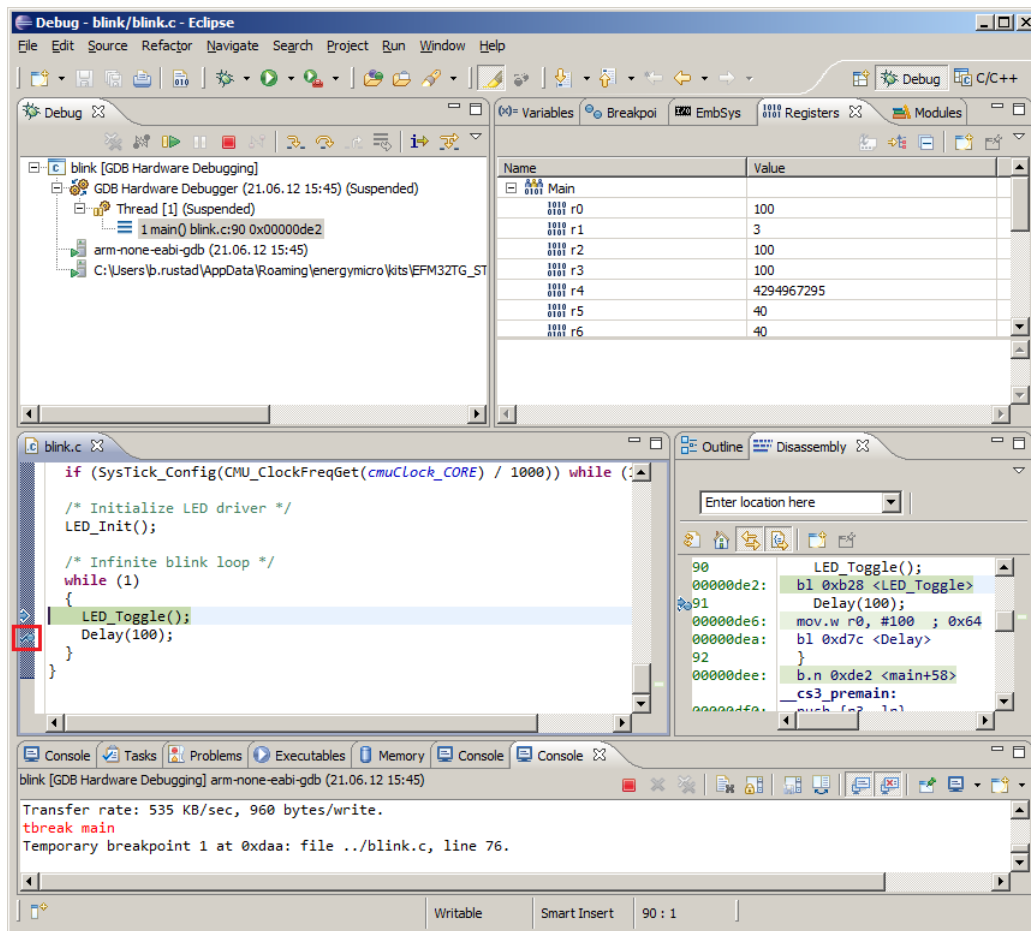 Debug - blink/blink.c - Eclipse
File Edit Source Refactor Navigate Search Project Run Window Help
Debug C/C++
Debug
blink [GDB Hardware Debugging]
GDB Hardware Debugger (21.06.12 15:45) (Suspended)
Thread [1] (Suspended)
1 main() blink.c:90 0x00000de2
arm-none-eabi-gdb (21.06.12 15:45)
C:\Users\b.rustad\AppData\Roaming\energymicro\kits\EFM32TG_ST
(x)= Variables Breakpoi EmbSys Registers Modules
Name Value
Main
r0 100
r1 3
r2 100
r3 100
r4 4294967295
r5 40
r6 40
blink.c
if (SysTick_Config(CMU_ClockFreqGet(cmuClock_CORE) / 1000)) while (1
/* Initialize LED driver */
LED_Init();
/* Infinite blink loop */
while (1)
{
LED_Toggle();
Delay(100);
}
}
Outline Disassembly
Enter location here
90 LED_Toggle();
00000de2: bl 0xb28 <LED_Toggle>
91 Delay(100);
00000de6: mov.w r0, #100 ; 0x64
00000dea: bl 0xd7c <Delay>
92 }
00000dee: b.n 0xde2 <main+58>
__cs3_premain:
Console Tasks Problems Executables Memory Console Console
blink [GDB Hardware Debugging] arm-none-eabi-gdb (21.06.12 15:45)
Transfer rate: 535 KB/sec, 960 bytes/write.
tbreak main
Temporary breakpoint 1 at 0xdaa: file ../blink.c, line 76.
Writable Smart Insert 90 : 1